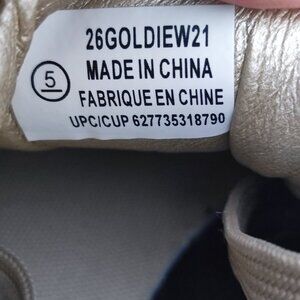 26GOLDIEW21
5
MADE IN CHINA
FABRIQUE EN CHINE
UPC/CUP 627735318790